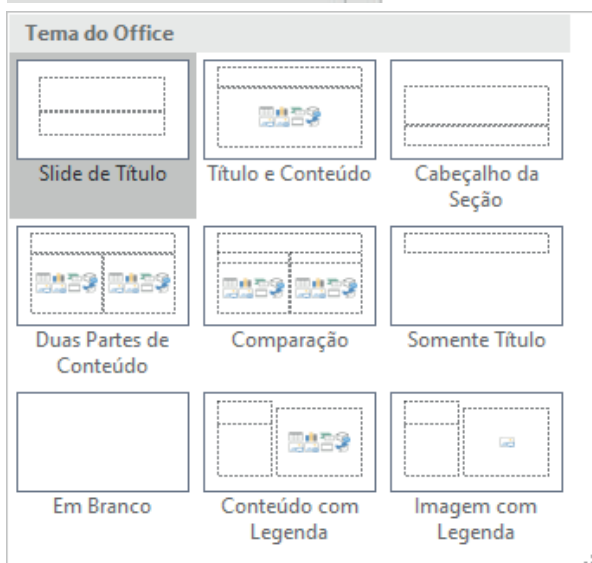 Tema do Office
Slide de Título
Título e Conteúdo
Cabeçalho da
Seção
Duas Partes de
Conteúdo
Comparação
Somente Título
Em Branco
Conteúdo com
Legenda
Imagem com
Legenda